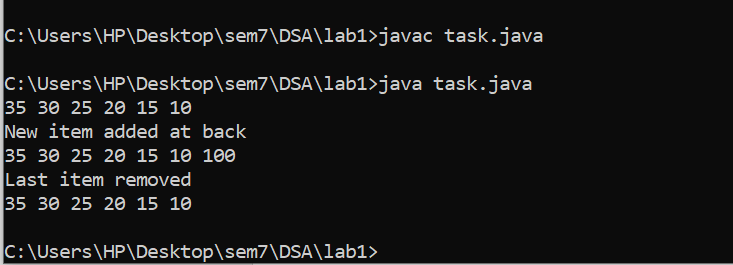 C:\Users\HP\Desktop\sem7\DSA\lab1>javac task.java
C:\Users\HP\Desktop\sem7\DSA\lab1>java task.java
35 30 25 20 15 10
New item added at back
35 30 25 20 15 10 100
Last item removed
35 30 25 20 15 10
C:\Users\HP\Desktop\sem7\DSA\lab1>